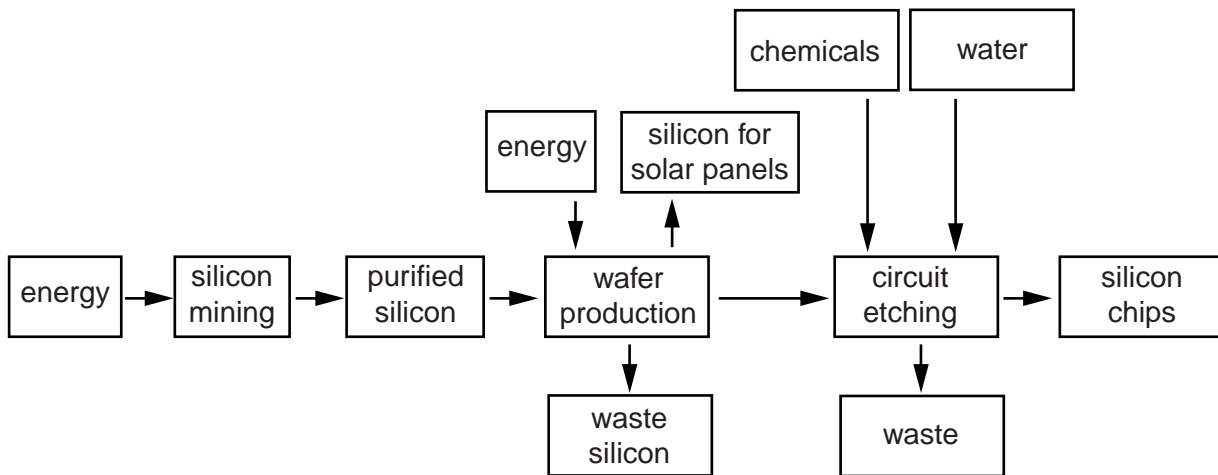 chemicals
water
energy
silicon for
solar panels
energy
silicon
mining
purified
silicon
wafer
production
circuit
etching
silicon
chips
waste
silicon
waste